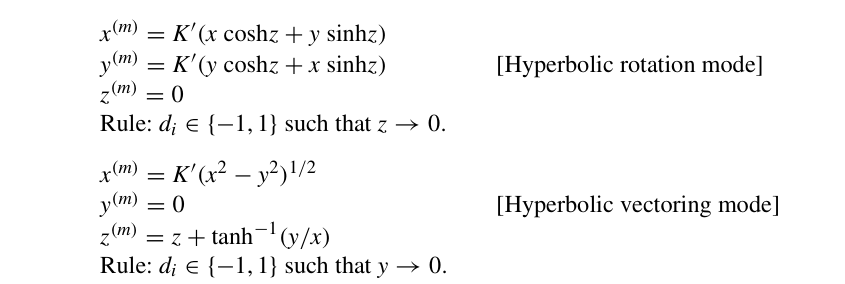 x^(m) = K′(x coshz + y sinhz)
y^(m) = K′(y coshz + x sinhz) [Hyperbolic rotation mode]
z^(m) = 0
Rule: d_i ∈ {−1, 1} such that z → 0.
x^(m) = K′(x² − y²)^1/2
y^(m) = 0 [Hyperbolic vectoring mode]
z^(m) = z + tanh⁻¹(y/x)
Rule: d_i ∈ {−1, 1} such that y → 0.